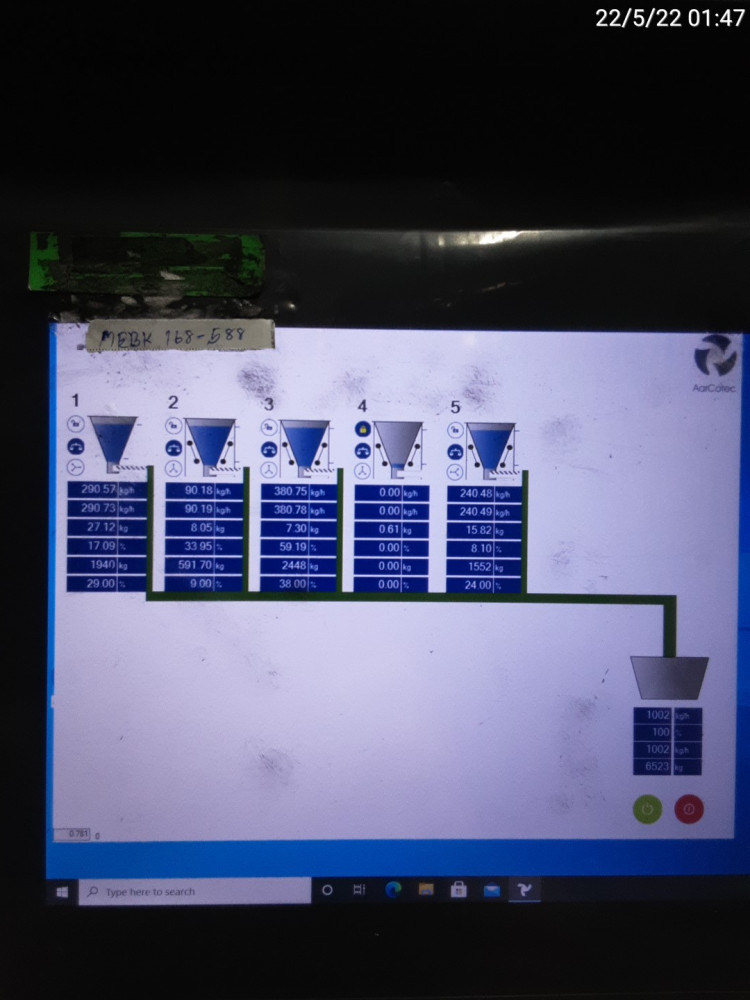 22/5/22 01:47
MEBK 168-588
AarCotec
1 2 3 4 5
290.57 kg/h 90.18 kg/h 380.75 kg/h 0.00 kg/h 240.48 kg/h
290.73 kg/h 90.19 kg/h 380.78 kg/h 0.00 kg/h 240.49 kg/h
27.12 kg 8.05 kg 7.30 kg 0.61 kg 15.82 kg
17.09 % 33.95 % 59.19 % 0.00 % 8.10 %
1940 kg 591.70 kg 2448 kg 0.00 kg 1552 kg
29.00 % 9.00 % 38.00 % 0.00 % 24.00 %
1002 kg/h
100 %
1002 kg/h
6523 kg
0.781 0
Type here to search